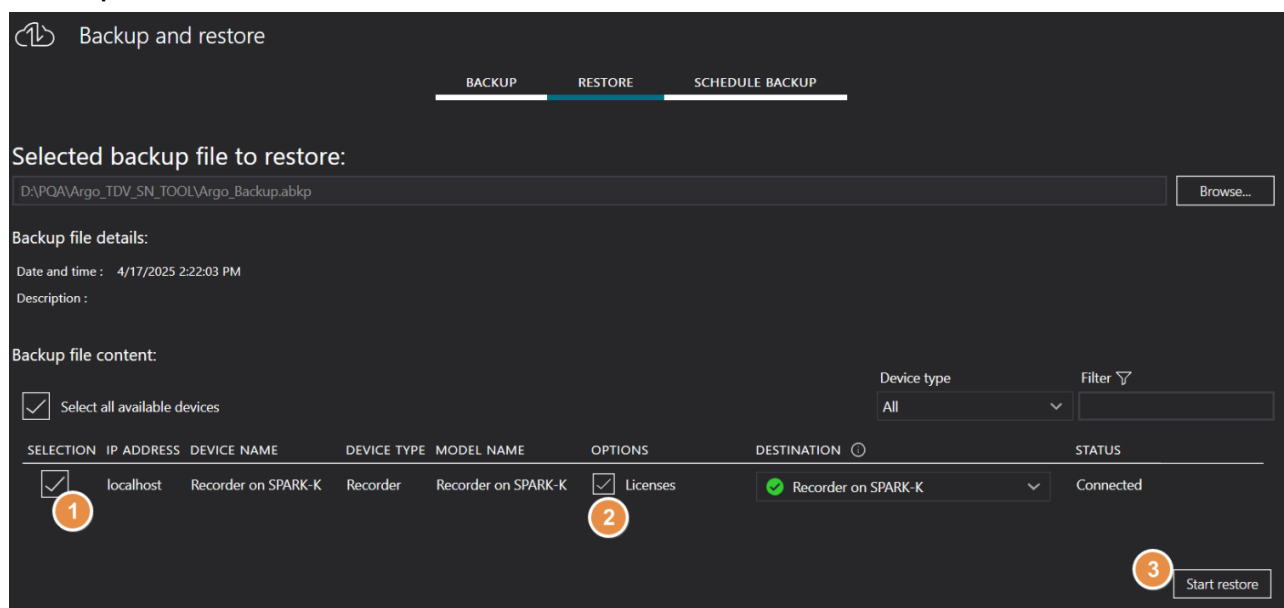 Backup and restore
BACKUP RESTORE SCHEDULE BACKUP
Selected backup file to restore:
D:\PQA\Argo_TDV_SN_TOOL\Argo_Backup.abkp Browse...
Backup file details:
Date and time : 4/17/2025 2:22:03 PM
Description :
Backup file content:
Device type Filter
Select all available devices All
SELECTION IP ADDRESS DEVICE NAME DEVICE TYPE MODEL NAME OPTIONS DESTINATION STATUS
localhost Recorder on SPARK-K Recorder Recorder on SPARK-K Licenses Recorder on SPARK-K Connected
1 2
3 Start restore